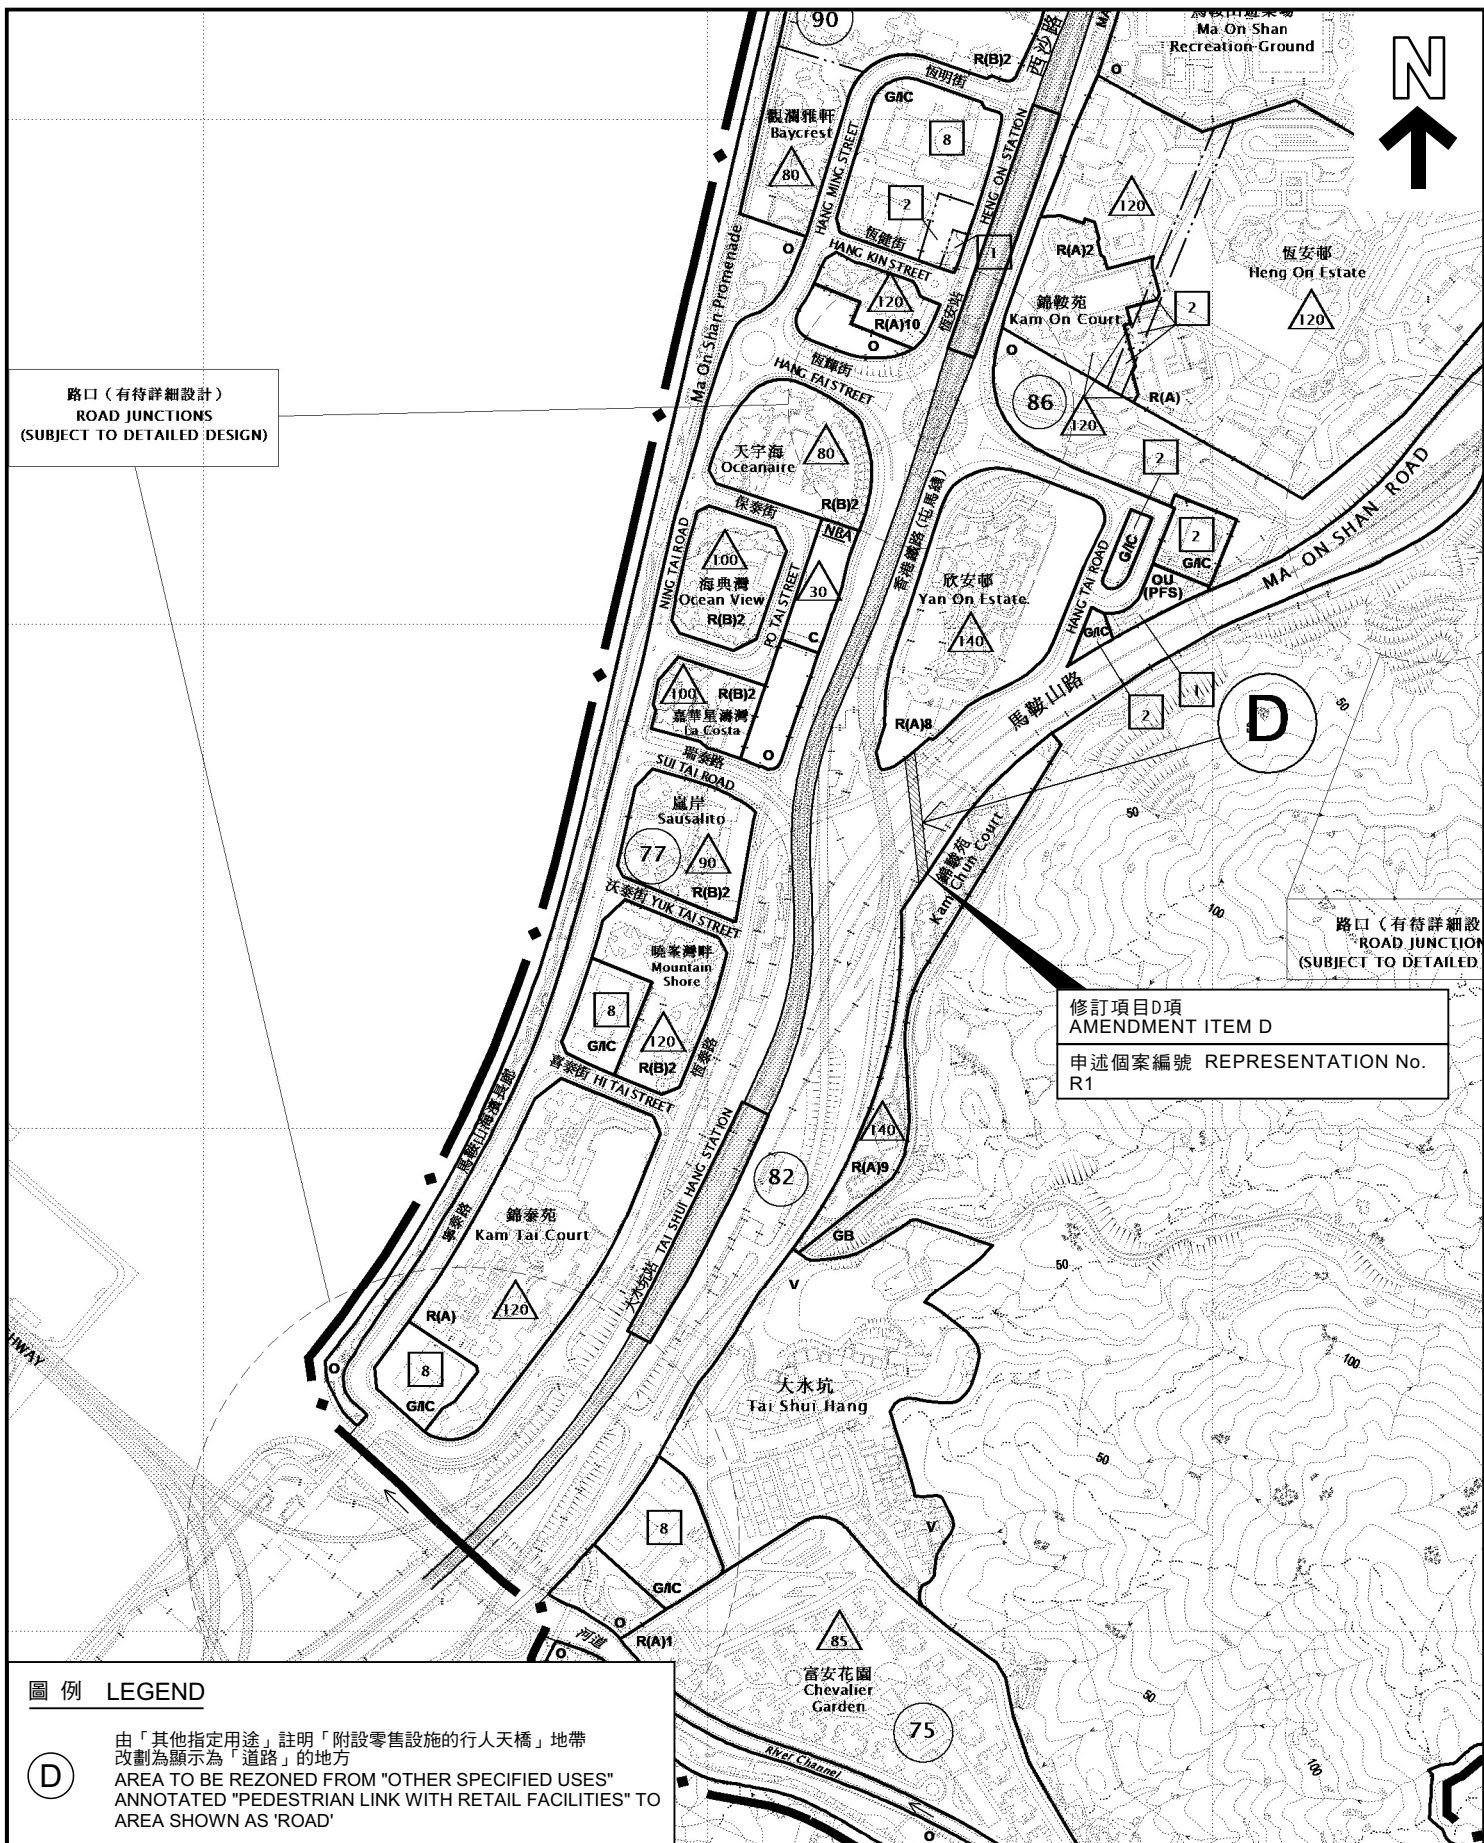 90
馬鞍山遊樂場
Ma On Shan
Recreation Ground
N
西沙路
MA
R(B)2
恆明街
O
G/IC
觀瀾雅軒
Baycrest
80
HANG MING STREET
8
2
HENG ON STATION
恆健街
HANG KIN STREET
1
O
120
R(A)2
恆安邨
Heng On Estate
120
錦鞍苑
Kam On Court
2
Ma On Shan Promenade
120
R(A)10
恆安站
O
O
恆輝街
HANG FAI STREET
路口（有待詳細設計）
ROAD JUNCTIONS
(SUBJECT TO DETAILED DESIGN)
86
R(A)
120
天宇海
Oceanaire
80
R(B)2
2
保泰街
NBA
香港鐵路（屯馬綫）
MA ON SHAN ROAD
NING TAI ROAD
100
海典灣
Ocean View
R(B)2
PO TAI STREET
30
C
欣安邨
Yan On Estate
140
HANG TAI ROAD
G/IC
2
G/IC
OU
(PFS)
G/IC
100
R(B)2
嘉華星濤灣
La Costa
O
R(A)8
馬鞍山路
2
1
D
50
瑞泰路
SUI TAI ROAD
嵐岸
Sausalito
77
90
R(B)2
50
沃泰街 YUK TAI STREET
錦駿苑
Kam Chun Court
100
路口（有待詳細設
ROAD JUNCTION
(SUBJECT TO DETAILED
曉峯灣畔
Mountain
Shore
8
G/IC
120
R(B)2
恆泰路
修訂項目D項
AMENDMENT ITEM D
申述個案編號 REPRESENTATION No.
R1
喜泰街 HI TAI STREET
馬鞍山海濱長廊
寧泰路
大水坑站 TAI SHUI HANG STATION
140
R(A)9
82
錦泰苑
Kam Tai Court
GB
50
V
R(A)
120
HWAY
O
8
G/IC
大水坑
Tai Shui Hang
100
50
8
G/IC
V
O
河道
R(A)1
O
85
富安花園
Chevalier
Garden
75
50
100
River Channel
O
圖 例 LEGEND
D
由「其他指定用途」註明「附設零售設施的行人天橋」地帶
改劃為顯示為「道路」的地方
AREA TO BE REZONED FROM "OTHER SPECIFIED USES"
ANNOTATED "PEDESTRIAN LINK WITH RETAIL FACILITIES" TO
AREA SHOWN AS 'ROAD'